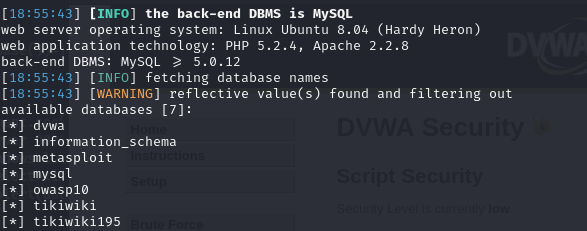 [18:55:43] [INFO] the back-end DBMS is MySQL
web server operating system: Linux Ubuntu 8.04 (Hardy Heron)
web application technology: PHP 5.2.4, Apache 2.2.8
back-end DBMS: MySQL ≥ 5.0.12
[18:55:43] [INFO] fetching database names
[18:55:43] [WARNING] reflective value(s) found and filtering out
available databases [7]:
[*] dvwa
[*] information_schema
[*] metasploit
[*] mysql
[*] owasp10
[*] tikiwiki
[*] tikiwiki195
DVWA
Home
Instructions
Setup
Brute Force
DVWA Security
Script Security
Security Level is currently low.